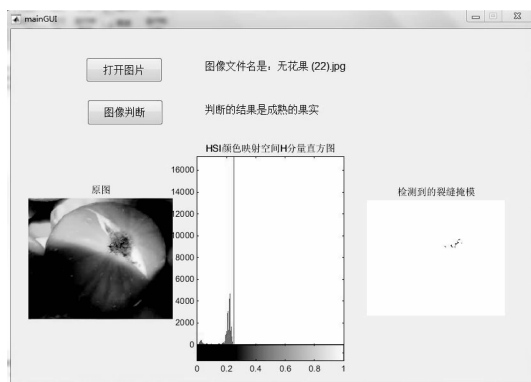 mainGUI
打开图片
图像文件名是：无花果 (22).jpg
图像判断
判断的结果是成熟的果实
HSI颜色映射空间H分量直方图
原图
检测到的裂缝掩模
16000
14000
12000
10000
8000
6000
4000
2000
0
0 0.2 0.4 0.6 0.8 1